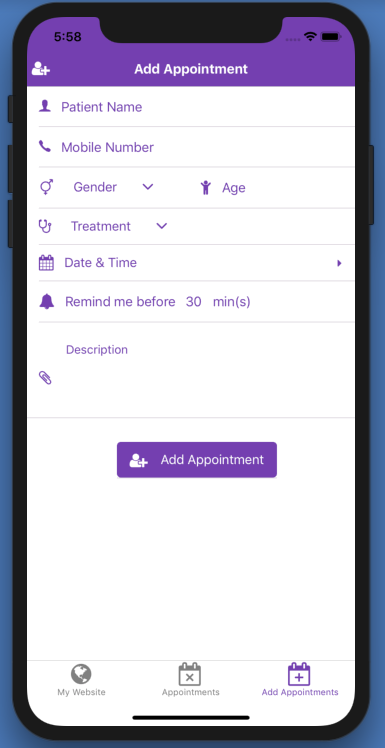 5:58
Add Appointment
Patient Name
Mobile Number
Gender Age
Treatment
Date & Time
Remind me before 30 min(s)
Description
Add Appointment
My Website Appointments Add Appointments